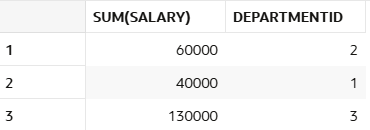 SUM(SALARY) DEPARTMENTID
1 60000 2
2 40000 1
3 130000 3